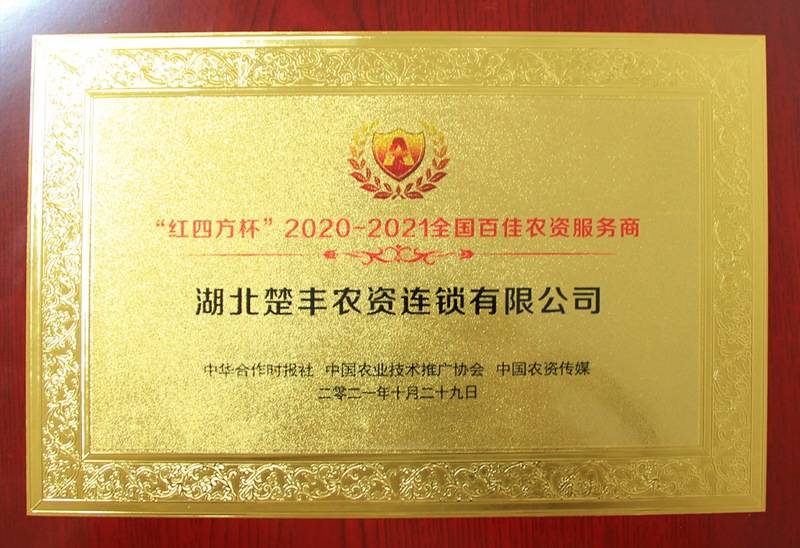 A
“红四方杯”2020-2021全国百佳农资服务商
湖北楚丰农资连锁有限公司
中华合作时报社 中国农业技术推广协会 中国农资传媒
二零二一年十月二十九日